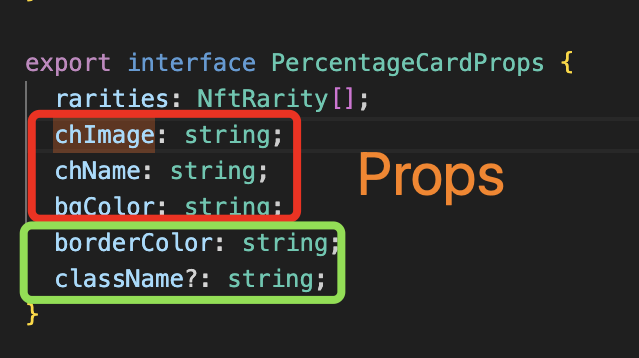 export interface PercentageCardProps {
rarities: NftRarity[];
chImage: string;
chName: string;
Props
bgColor: string;
borderColor: string;
className?: string;
}